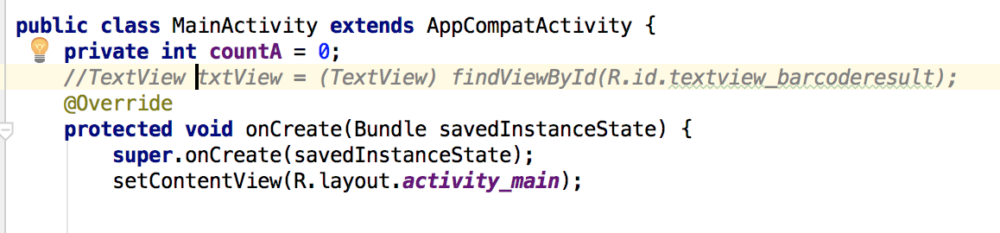 public class MainActivity extends AppCompatActivity {
private int countA = 0;
//TextView txtView = (TextView) findViewById(R.id.textview_barcoderesult);
@Override
protected void onCreate(Bundle savedInstanceState) {
super.onCreate(savedInstanceState);
setContentView(R.layout.activity_main);